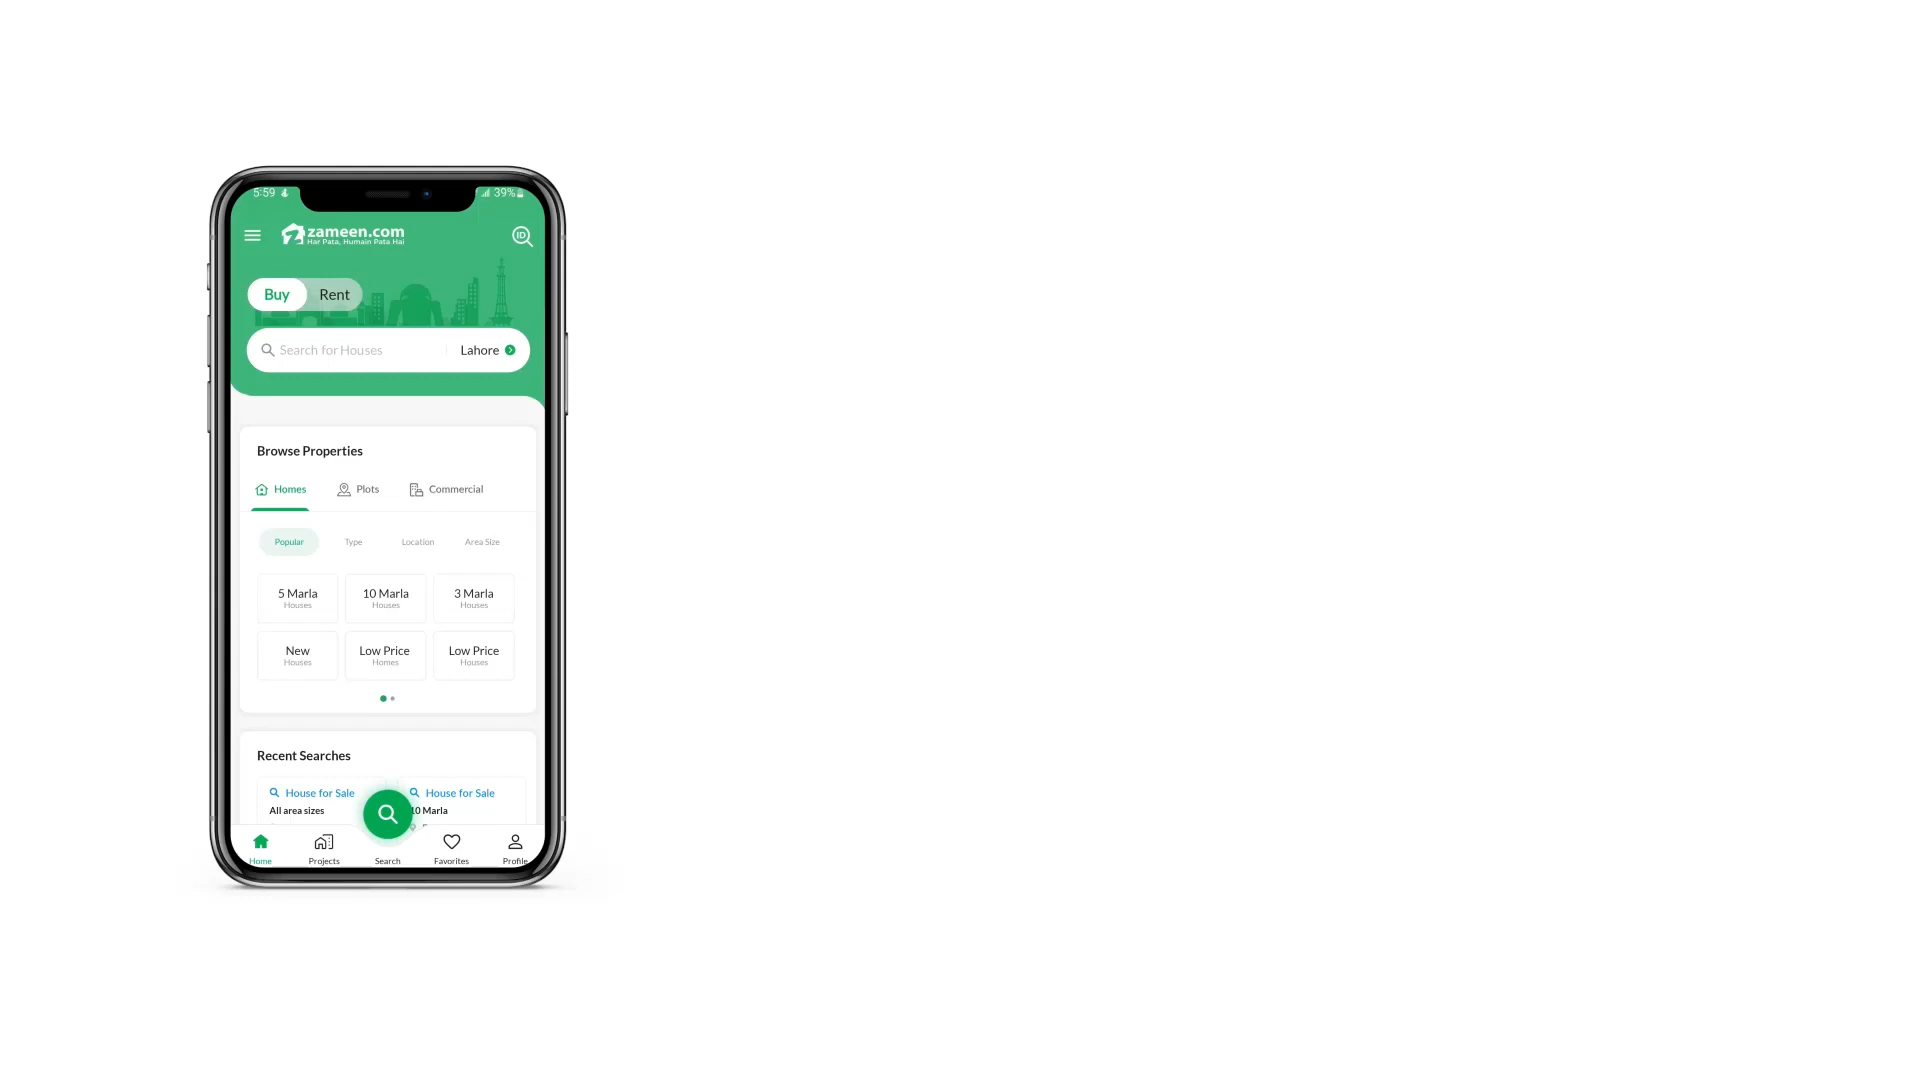 5:59 39%
zameen.com
Har Pata, Humain Pata Hai
ID
Buy Rent
Search for Houses Lahore
Browse Properties
Homes Plots Commercial
Popular Type Location Area Size
5 Marla 10 Marla 3 Marla
Houses Houses Houses
New Low Price Low Price
Houses Homes Houses
Recent Searches
House for Sale House for Sale
All area sizes 10 Marla
Home Projects Search Favorites Profile